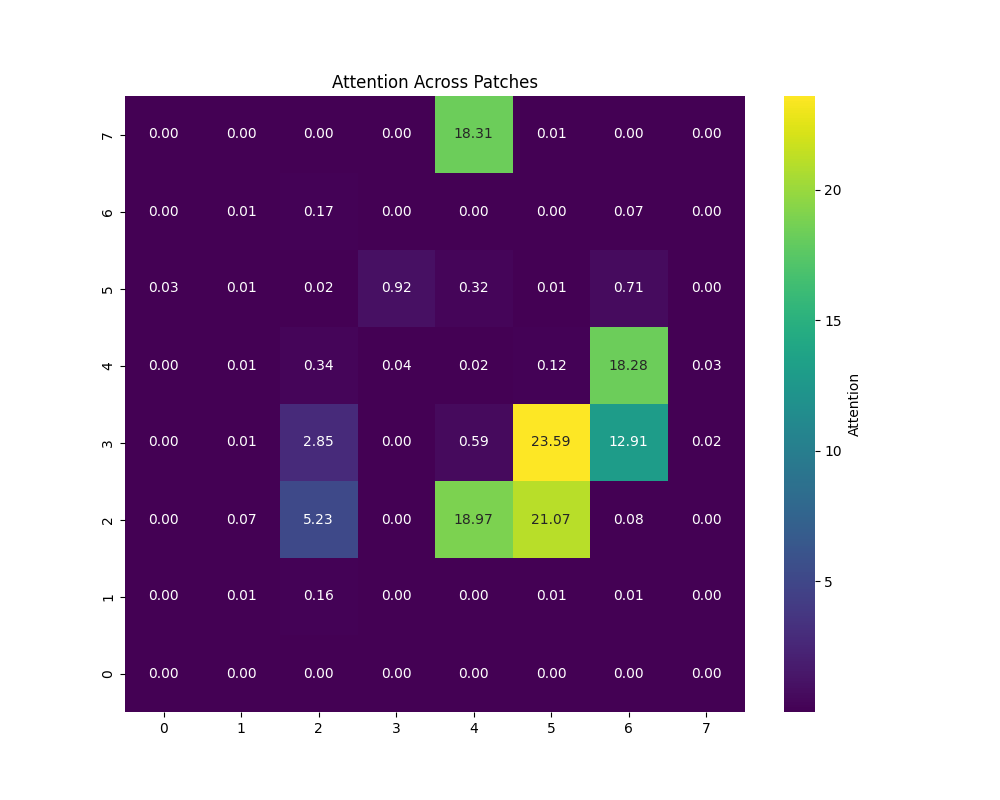 Attention Across Patches
7 0.00 0.00 0.00 0.00 18.31 0.01 0.00 0.00
6 0.00 0.01 0.17 0.00 0.00 0.00 0.07 0.00
20
5 0.03 0.01 0.02 0.92 0.32 0.01 0.71 0.00
15
4 0.00 0.01 0.34 0.04 0.02 0.12 18.28 0.03
Attention
3 0.00 0.01 2.85 0.00 0.59 23.59 12.91 0.02
10
2 0.00 0.07 5.23 0.00 18.97 21.07 0.08 0.00
5
1 0.00 0.01 0.16 0.00 0.00 0.01 0.01 0.00
0 0.00 0.00 0.00 0.00 0.00 0.00 0.00 0.00
0 1 2 3 4 5 6 7